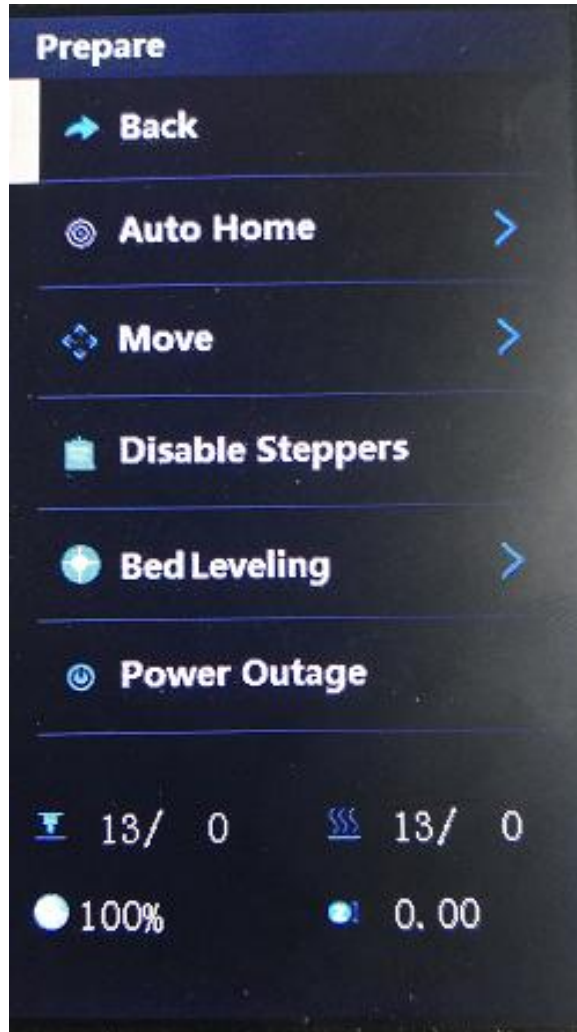 Prepare
Back
Auto Home
Move
Disable Steppers
Bed Leveling
Power Outage
13/ 0 13/ 0
100% 0.00